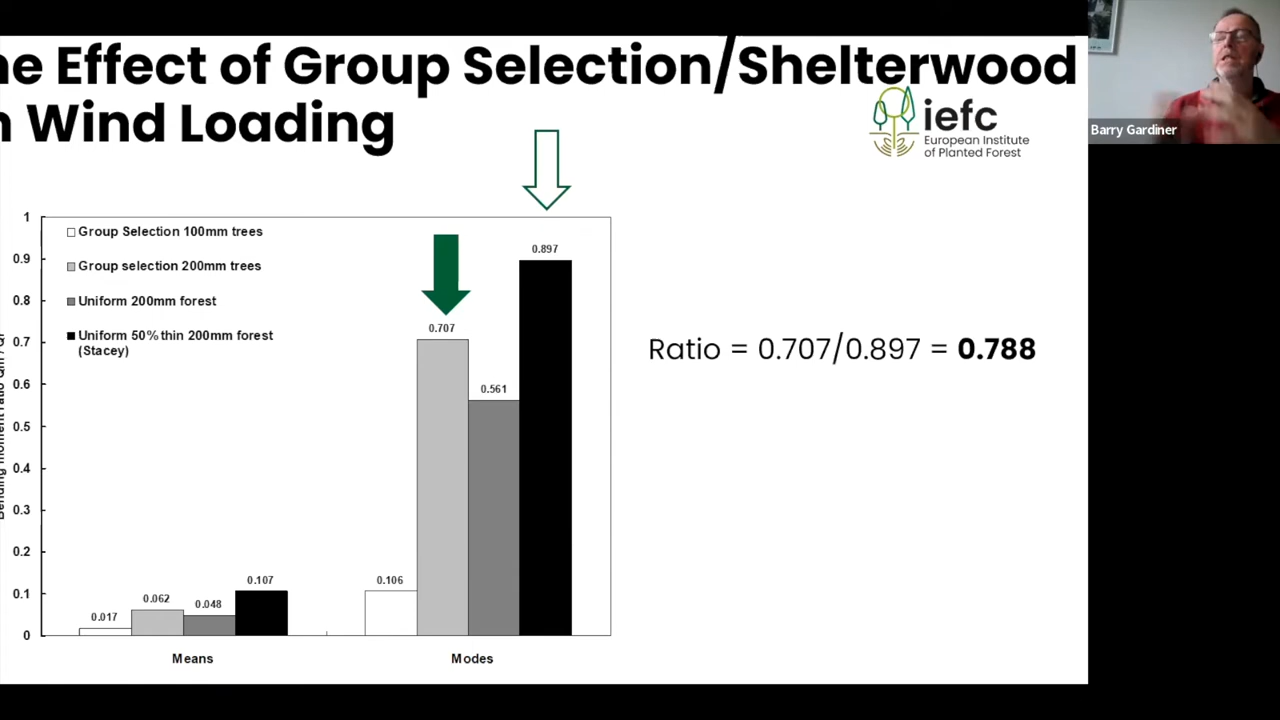 ne Effect of Group Selection/Shelterwood
n Wind Loading
iefc
European Institute
of Planted Forest
Barry Gardiner
Group Selection 100mm trees
Group selection 200mm trees
Uniform 200mm forest
Uniform 50% thin 200mm forest
(Stacey)
1
0.9
0.8
0.7
0.6
0.5
0.4
0.3
0.2
0.1
0
0.017
0.062
0.048
0.107
0.106
0.707
0.561
0.897
Means
Modes
Ratio = 0.707/0.897 = 0.788